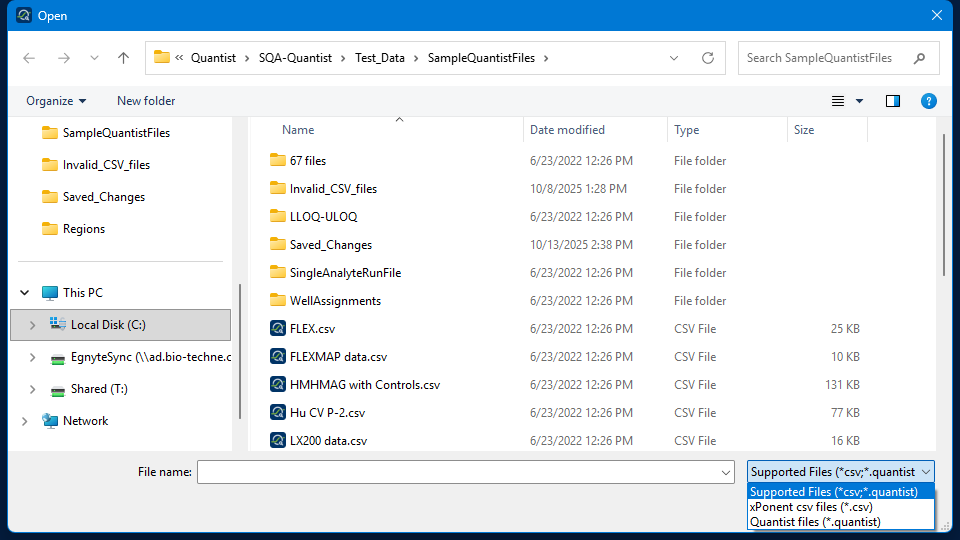 Open
« Quantist › SQA-Quantist › Test_Data › SampleQuantistFiles ›
Search SampleQuantistFiles
Organize
New folder
?
SampleQuantistFiles
Invalid_CSV_files
Saved_Changes
Regions
This PC
Local Disk (C:)
EgnyteSync (\\ad.bio-techne.c
Shared (T:)
Network
Name Date modified Type Size
67 files 6/23/2022 12:26 PM File folder
Invalid_CSV_files 10/8/2025 1:28 PM File folder
LLOQ-ULOQ 6/23/2022 12:26 PM File folder
Saved_Changes 10/13/2025 2:38 PM File folder
SingleAnalyteRunFile 6/23/2022 12:26 PM File folder
WellAssignments 6/23/2022 12:26 PM File folder
FLEX.csv 6/23/2022 12:26 PM CSV File 25 KB
FLEXMAP data.csv 6/23/2022 12:26 PM CSV File 10 KB
HMHMAG with Controls.csv 6/23/2022 12:26 PM CSV File 131 KB
Hu CV P-2.csv 6/23/2022 12:26 PM CSV File 77 KB
LX200 data.csv 6/23/2022 12:26 PM CSV File 16 KB
File name:
Supported Files (*csv;*.quantist
Supported Files (*csv;*.quantist)
xPonent csv files (*.csv)
Quantist files (*.quantist)